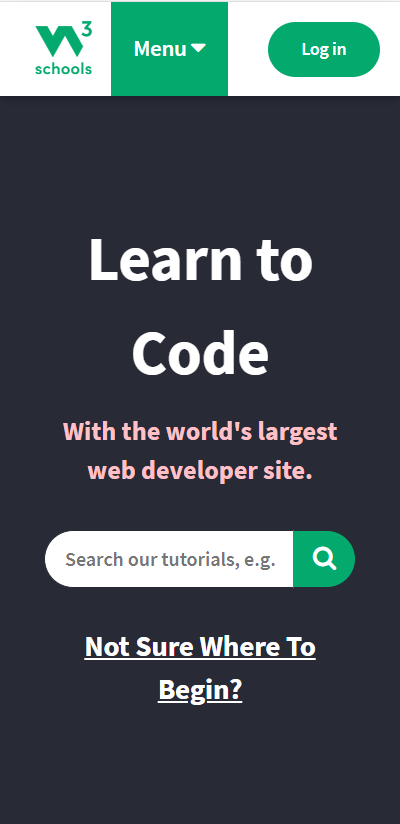 W3
schools
Menu
Log in
Learn to
Code
With the world's largest
web developer site.
Search our tutorials, e.g.
Not Sure Where To
Begin?